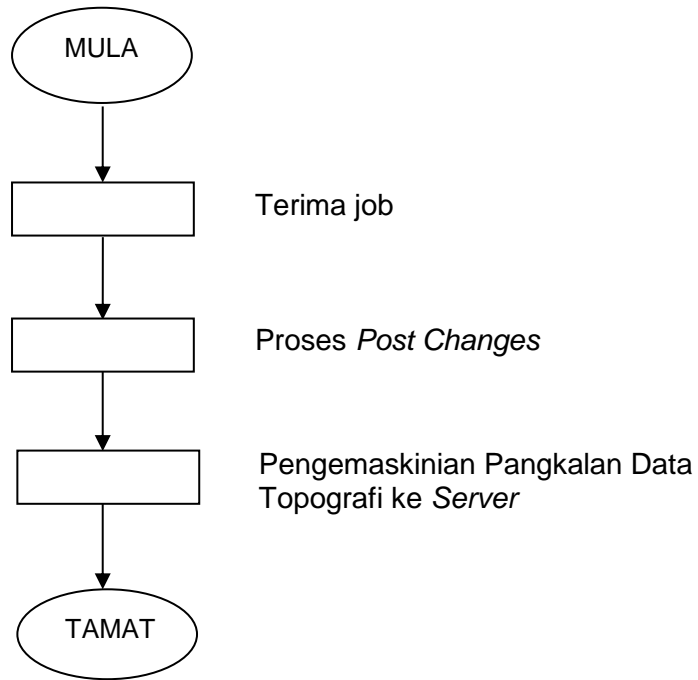 MULA
Terima job
Proses Post Changes
Pengemaskinian Pangkalan Data
Topografi ke Server
TAMAT